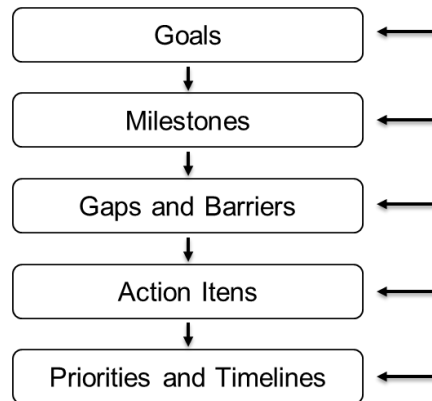 Goals
Milestones
Gaps and Barriers
Action Itens
Priorities and Timelines